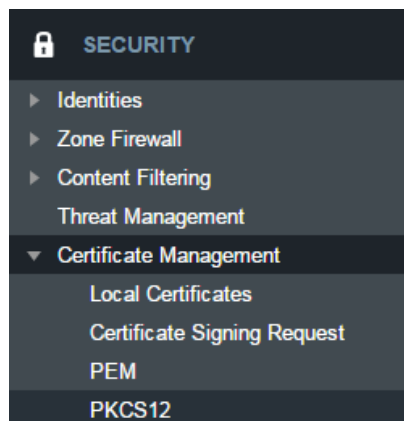 SECURITY
Identities
Zone Firewall
Content Filtering
Threat Management
Certificate Management
Local Certificates
Certificate Signing Request
PEM
PKCS12